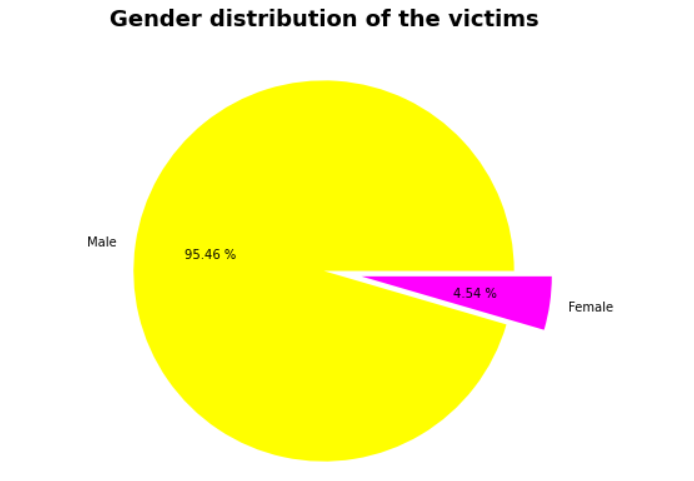 Gender distribution of the victims
Male
95.46 %
4.54 %
Female